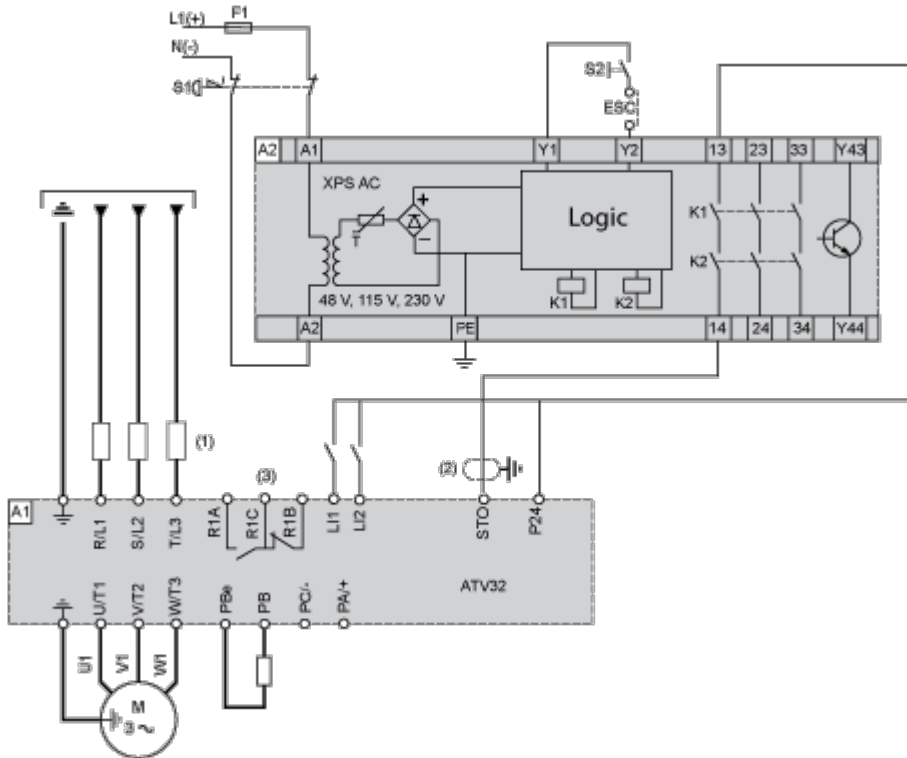 L1(+) F1
N(-)
S1
S2
ESC
A2 A1 Y1 Y2 13 23 33 Y43
XPS AC
T
+
−
Logic
K1
K2
K1 K2
48 V, 115 V, 230 V
A2 PE 14 24 34 Y44
(1)
(2)
(3)
A1
R/L1 S/L2 T/L3 R1A R1C R1B LI1 LI2 STO P24
ATV32
U/T1 V/T2 W/T3 PBe PB PC/- PA/+
U1 V1 W1
M
3 ~